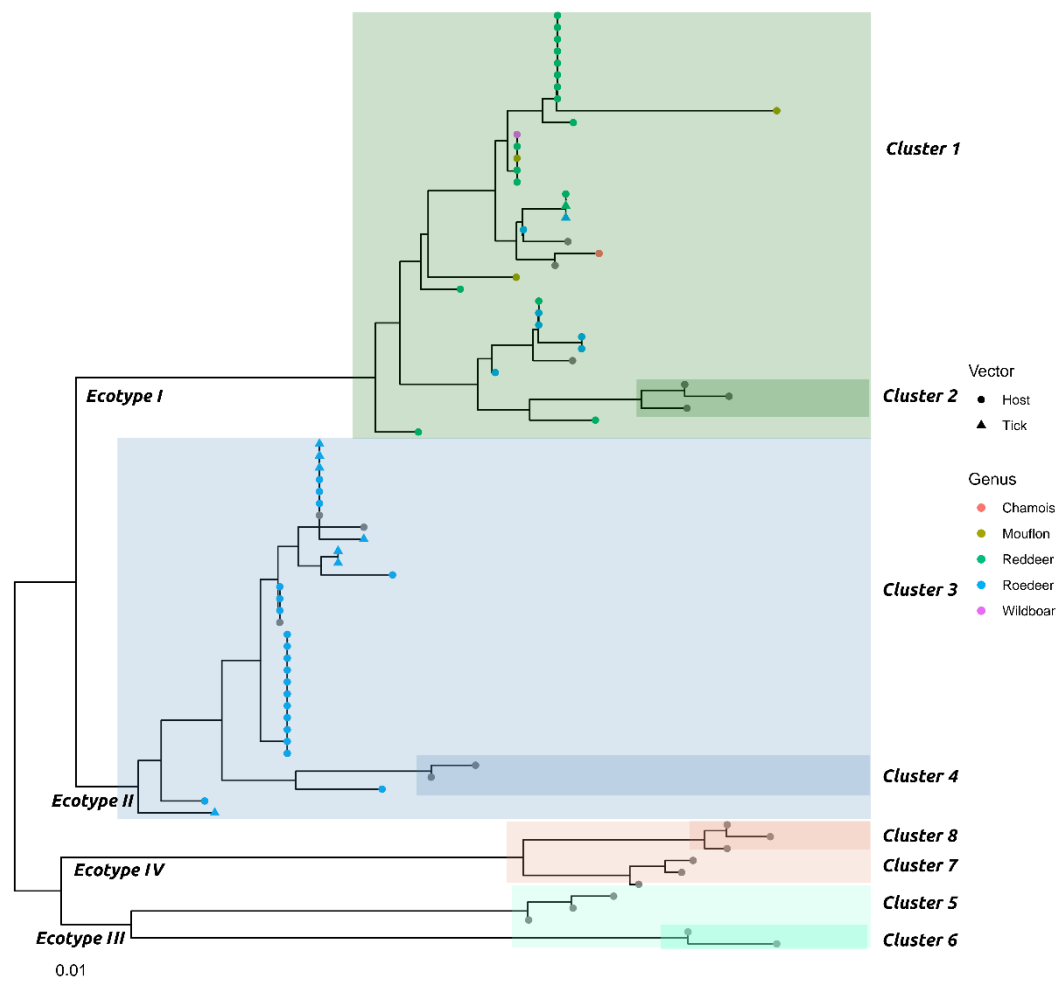 Cluster 1
Vector
Ecotype I
Cluster 2
Host
Tick
Genus
Chamois
Mouflon
Reddeer
Cluster 3
Roedeer
Wildboar
Cluster 4
Ecotype II
Cluster 8
Ecotype IV
Cluster 7
Cluster 5
Ecotype III
Cluster 6
0.01